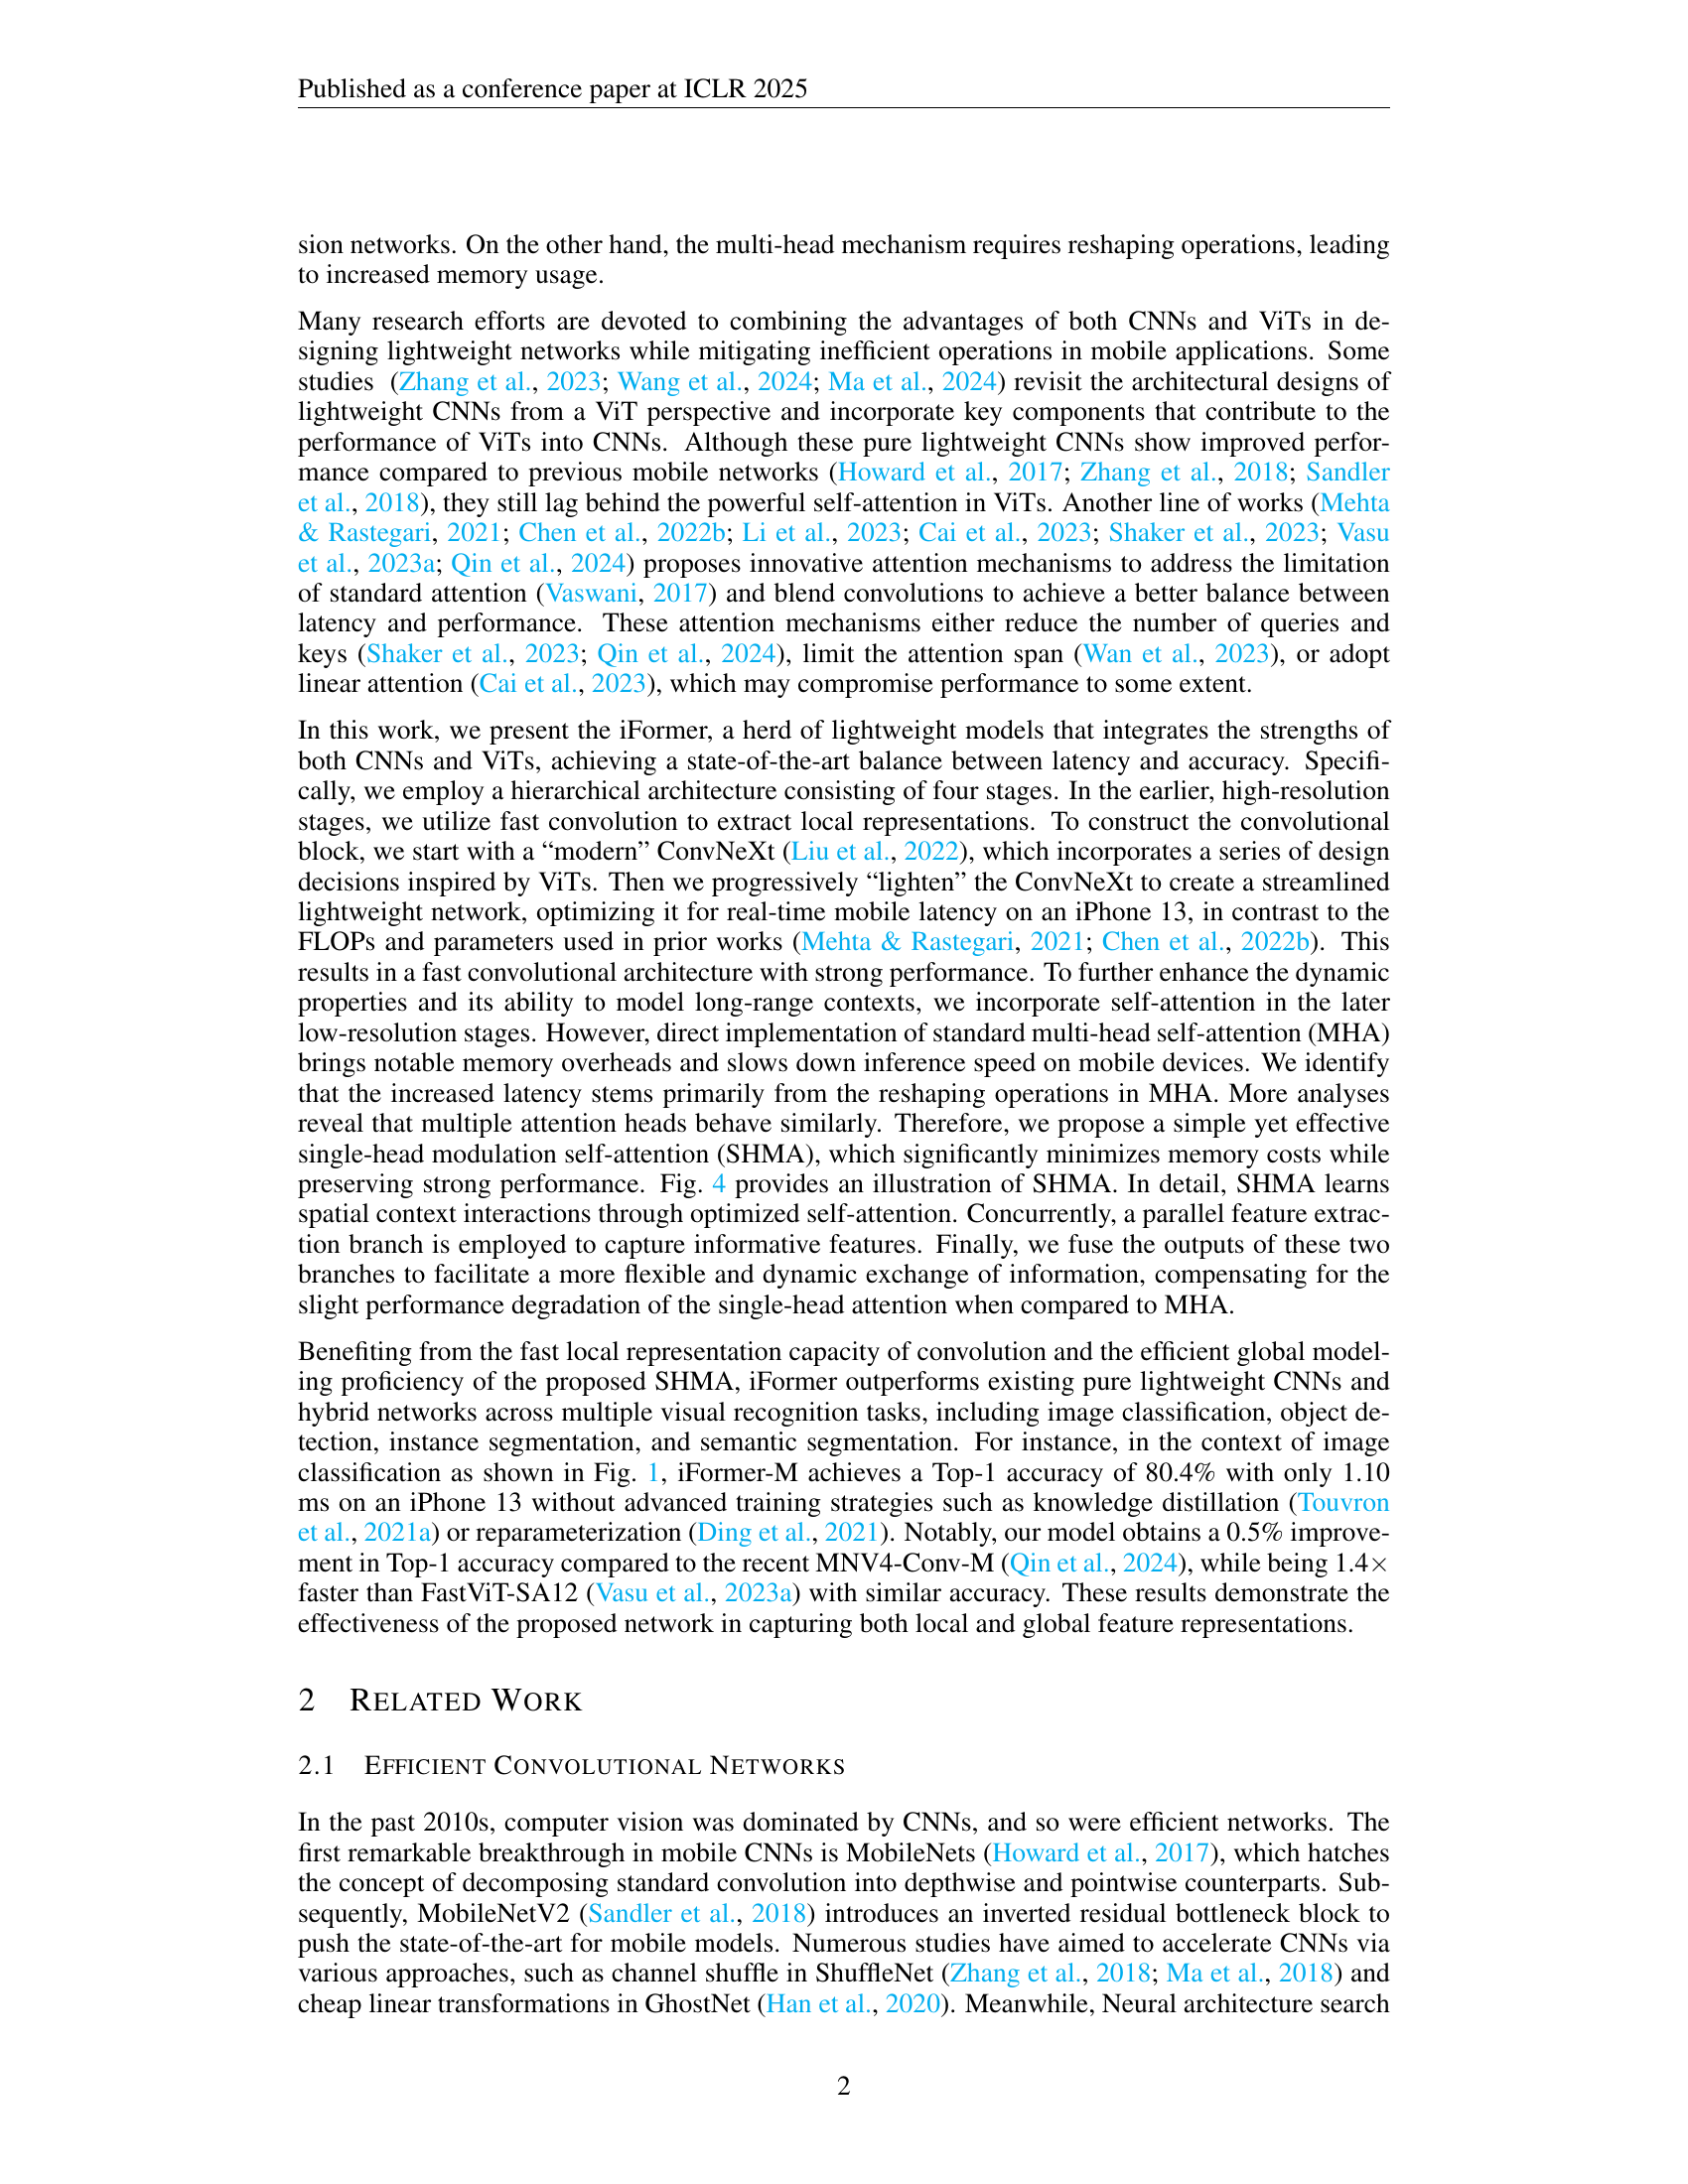 Published as a conference paper at ICLR 2025
sion networks. On the other hand, the multi-head mechanism requires reshaping operations, leading
to increased memory usage.
Many research efforts are devoted to combining the advantages of both CNNs and ViTs in de-
signing lightweight networks while mitigating inefficient operations in mobile applications. Some
studies (Zhang et al., 2023; Wang et al., 2024; Ma et al., 2024) revisit the architectural designs of
lightweight CNNs from a ViT perspective and incorporate key components that contribute to the
performance of ViTs into CNNs. Although these pure lightweight CNNs show improved perfor-
mance compared to previous mobile networks (Howard et al., 2017; Zhang et al., 2018; Sandler
et al., 2018), they still lag behind the powerful self-attention in ViTs. Another line of works (Mehta
& Rastegari, 2021; Chen et al., 2022b; Li et al., 2023; Cai et al., 2023; Shaker et al., 2023; Vasu
et al., 2023a; Qin et al., 2024) proposes innovative attention mechanisms to address the limitation
of standard attention (Vaswani, 2017) and blend convolutions to achieve a better balance between
latency and performance. These attention mechanisms either reduce the number of queries and
keys (Shaker et al., 2023; Qin et al., 2024), limit the attention span (Wan et al., 2023), or adopt
linear attention (Cai et al., 2023), which may compromise performance to some extent.
In this work, we present the iFormer, a herd of lightweight models that integrates the strengths of
both CNNs and ViTs, achieving a state-of-the-art balance between latency and accuracy. Specifi-
cally, we employ a hierarchical architecture consisting of four stages. In the earlier, high-resolution
stages, we utilize fast convolution to extract local representations. To construct the convolutional
block, we start with a “modern” ConvNeXt (Liu et al., 2022), which incorporates a series of design
decisions inspired by ViTs. Then we progressively “lighten” the ConvNeXt to create a streamlined
lightweight network, optimizing it for real-time mobile latency on an iPhone 13, in contrast to the
FLOPs and parameters used in prior works (Mehta & Rastegari, 2021; Chen et al., 2022b). This
results in a fast convolutional architecture with strong performance. To further enhance the dynamic
properties and its ability to model long-range contexts, we incorporate self-attention in the later
low-resolution stages. However, direct implementation of standard multi-head self-attention (MHA)
brings notable memory overheads and slows down inference speed on mobile devices. We identify
that the increased latency stems primarily from the reshaping operations in MHA. More analyses
reveal that multiple attention heads behave similarly. Therefore, we propose a simple yet effective
single-head modulation self-attention (SHMA), which significantly minimizes memory costs while
preserving strong performance. Fig. 4 provides an illustration of SHMA. In detail, SHMA learns
spatial context interactions through optimized self-attention. Concurrently, a parallel feature extrac-
tion branch is employed to capture informative features. Finally, we fuse the outputs of these two
branches to facilitate a more flexible and dynamic exchange of information, compensating for the
slight performance degradation of the single-head attention when compared to MHA.
Benefiting from the fast local representation capacity of convolution and the efficient global model-
ing proficiency of the proposed SHMA, iFormer outperforms existing pure lightweight CNNs and
hybrid networks across multiple visual recognition tasks, including image classification, object de-
tection, instance segmentation, and semantic segmentation. For instance, in the context of image
classification as shown in Fig. 1, iFormer-M achieves a Top-1 accuracy of 80.4% with only 1.10
ms on an iPhone 13 without advanced training strategies such as knowledge distillation (Touvron
et al., 2021a) or reparameterization (Ding et al., 2021). Notably, our model obtains a 0.5% improve-
ment in Top-1 accuracy compared to the recent MNV4-Conv-M (Qin et al., 2024), while being 1.4×
faster than FastViT-SA12 (Vasu et al., 2023a) with similar accuracy. These results demonstrate the
effectiveness of the proposed network in capturing both local and global feature representations.
2 RELATED WORK
2.1 EFFICIENT CONVOLUTIONAL NETWORKS
In the past 2010s, computer vision was dominated by CNNs, and so were efficient networks. The
first remarkable breakthrough in mobile CNNs is MobileNets (Howard et al., 2017), which hatches
the concept of decomposing standard convolution into depthwise and pointwise counterparts. Sub-
sequently, MobileNetV2 (Sandler et al., 2018) introduces an inverted residual bottleneck block to
push the state-of-the-art for mobile models. Numerous studies have aimed to accelerate CNNs via
various approaches, such as channel shuffle in ShuffleNet (Zhang et al., 2018; Ma et al., 2018) and
cheap linear transformations in GhostNet (Han et al., 2020). Meanwhile, Neural architecture search
2